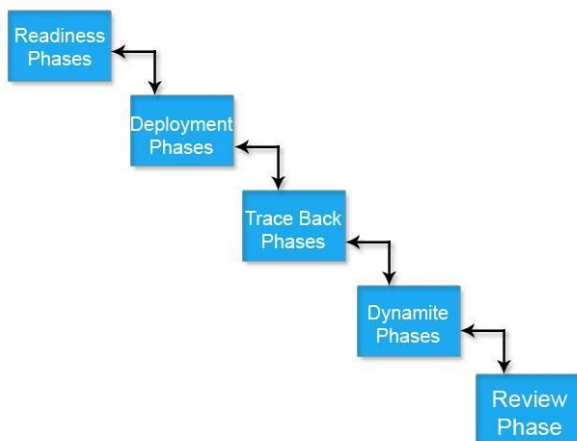 Readiness
Phases
Deployment
Phases
Trace Back
Phases
Dynamite
Phases
Review
Phase